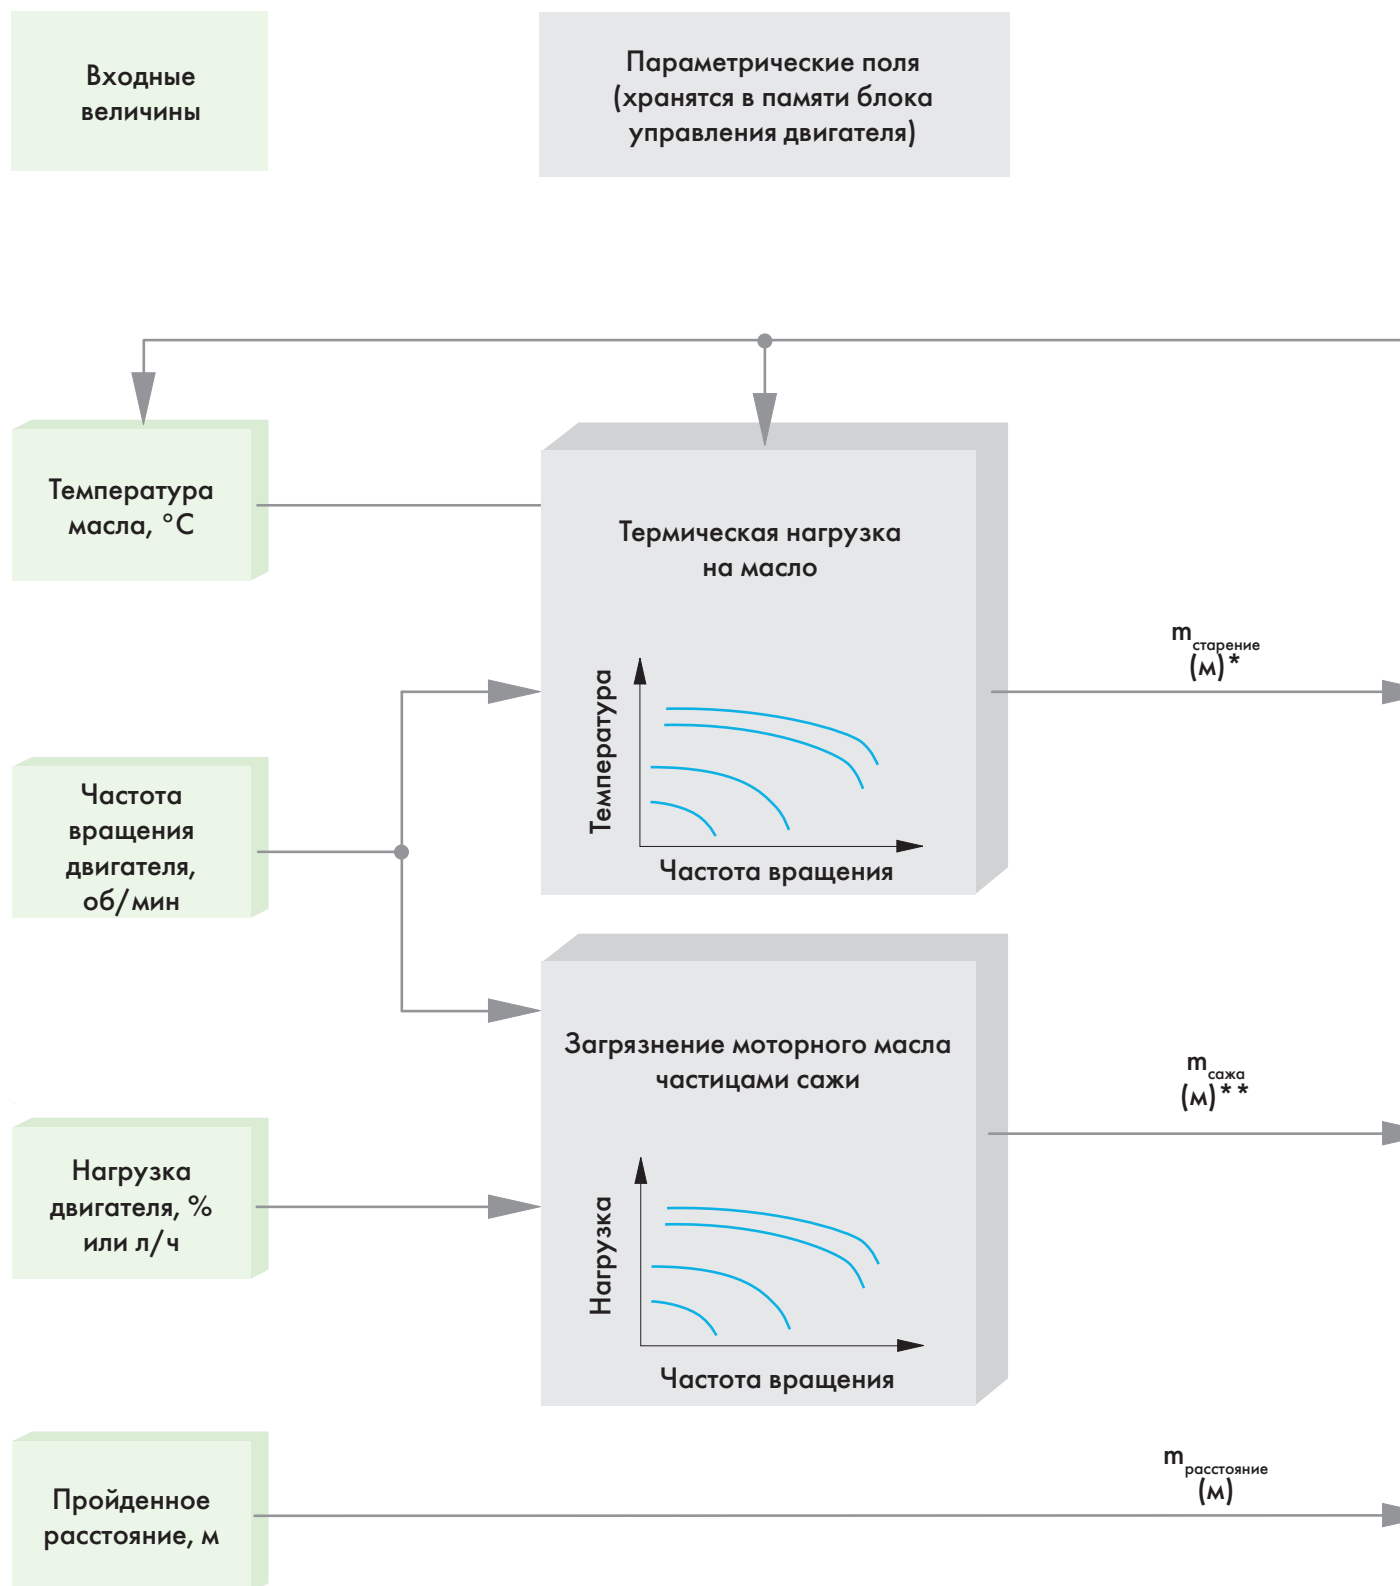 Входные
величины
Параметрические поля
(хранятся в памяти блока
управления двигателя)
Температура
масла, °C
Термическая нагрузка
на масло
Температура
Частота вращения
m старение
(м)*
Частота
вращения
двигателя,
об/мин
Загрязнение моторного масла
частицами сажи
Нагрузка
Частота вращения
m сажа
(м)**
Нагрузка
двигателя, %
или л/ч
Пройденное
расстояние, м
m расстояние
(м)